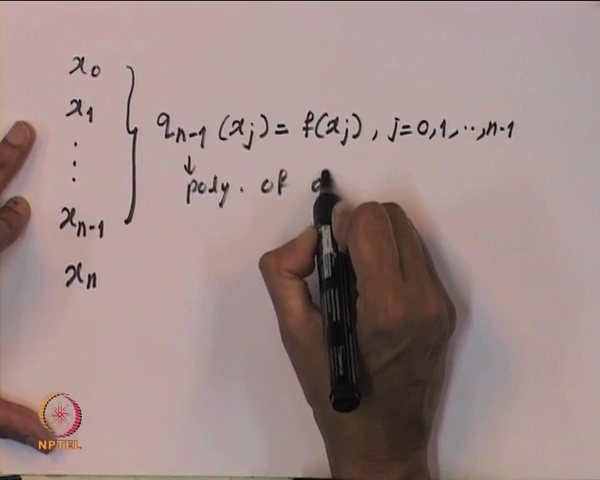 x₀
x₁
⋮
xₙ₋₁
xₙ
qₙ₋₁(xⱼ) = f(xⱼ), j=0,1,..,n-1
↓
poly. of
NPTEL